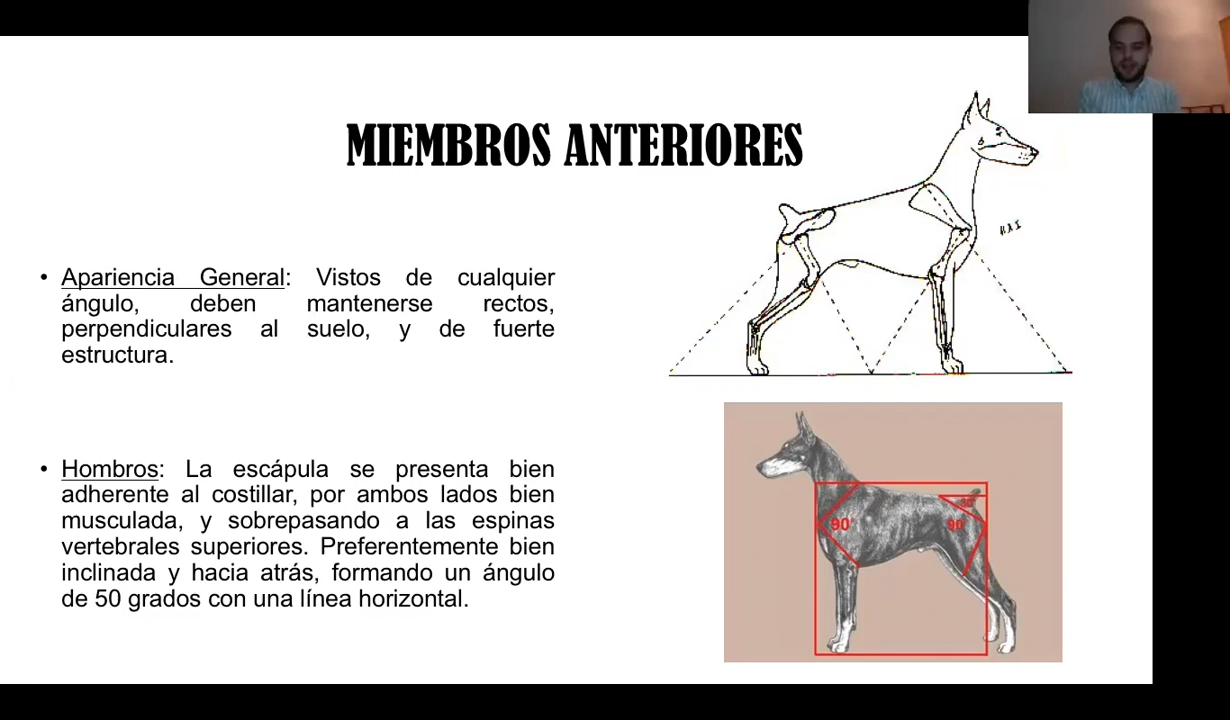 MIEMBROS ANTERIORES
• Apariencia General: Vistos de cualquier
ángulo, deben mantenerse rectos,
perpendiculares al suelo, y de fuerte
estructura.
• Hombros: La escápula se presenta bien
adherente al costillar, por ambos lados bien
musculada, y sobrepasando a las espinas
vertebrales superiores. Preferentemente bien
inclinada y hacia atrás, formando un ángulo
de 50 grados con una línea horizontal.
90°
90°
30°